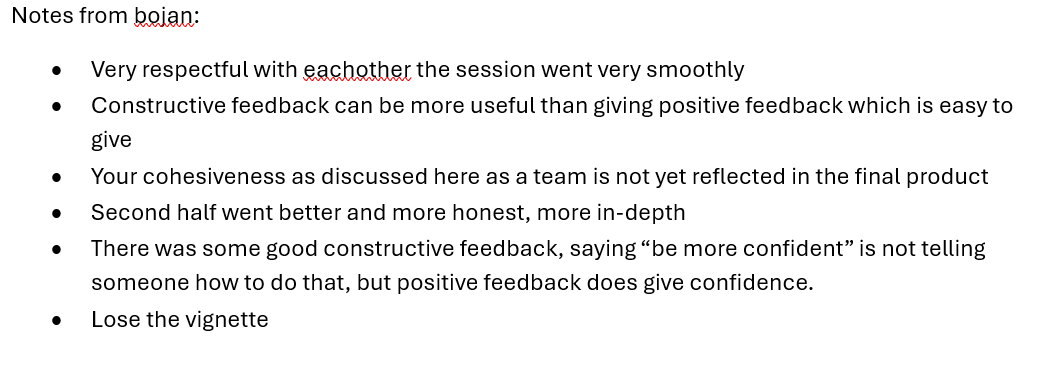 Notes from bojan:
• Very respectful with eachother the session went very smoothly
• Constructive feedback can be more useful than giving positive feedback which is easy to
give
• Your cohesiveness as discussed here as a team is not yet reflected in the final product
• Second half went better and more honest, more in-depth
• There was some good constructive feedback, saying “be more confident” is not telling
someone how to do that, but positive feedback does give confidence.
• Lose the vignette